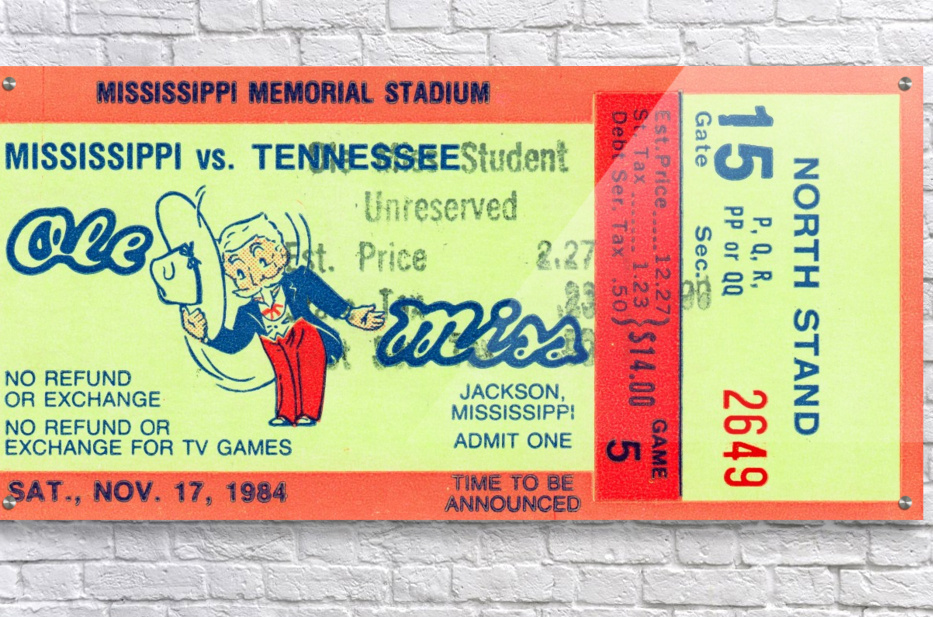 MISSISSIPPI MEMORIAL STADIUM
MISSISSIPPI vs. TENNESSEE
Student
Unreserved
Est. Price 2.27
Ole
Miss
NO REFUND
OR EXCHANGE
NO REFUND OR
EXCHANGE FOR TV GAMES
JACKSON,
MISSISSIPPI
ADMIT ONE
SAT., NOV. 17, 1984
TIME TO BE
ANNOUNCED
Est. Price 12.27
St. Tax 1.23
Debt Ser. Tax .50
$14.00
GAME
5
NORTH STAND
15 P, Q, R,
PP or QQ
Gate Sec.
2649